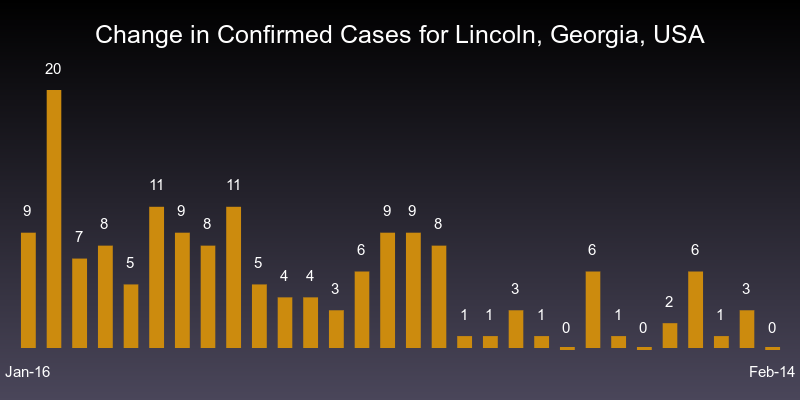 Change in Confirmed Cases for Lincoln, Georgia, USA
9 20 7 8 5 11 9 8 11 5 4 4 3 6 9 9 8 1 1 3 1 0 6 1 0 2 6 1 3 0
Jan-16 Feb-14